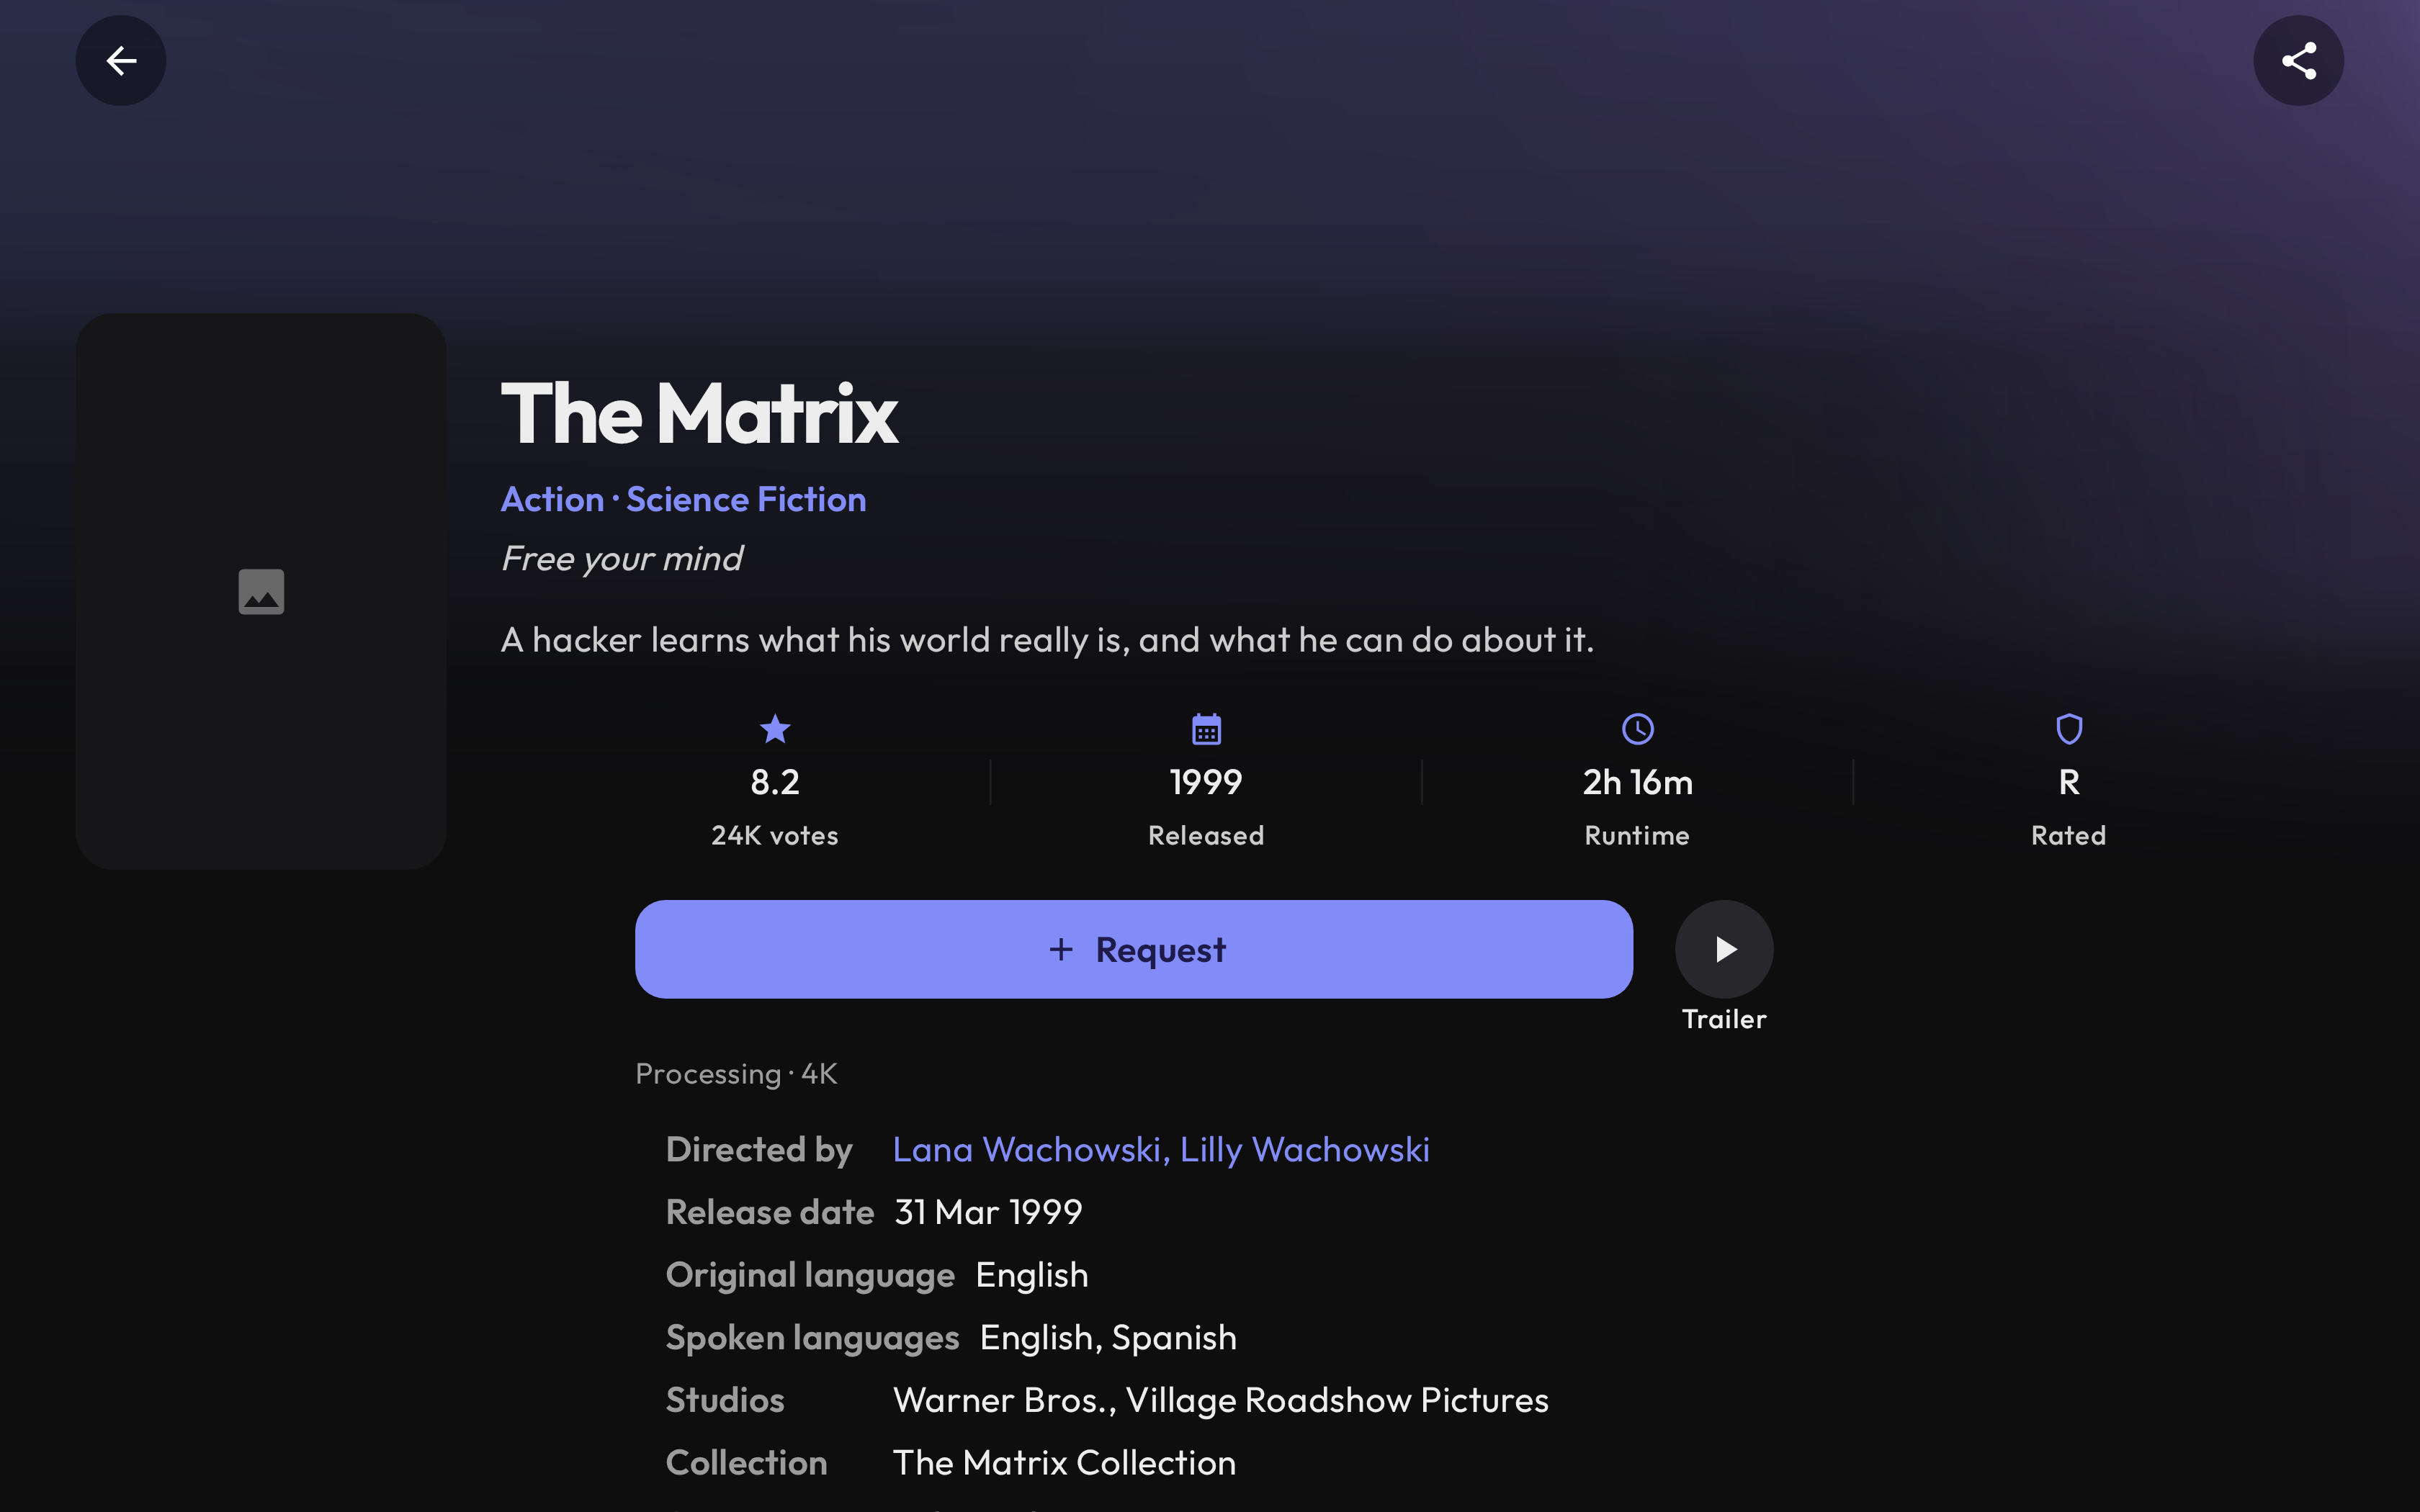 The Matrix
Action · Science Fiction
Free your mind
A hacker learns what his world really is, and what he can do about it.
8.2
24K votes
1999
Released
2h 16m
Runtime
R
Rated
+ Request
Trailer
Processing · 4K
Directed by Lana Wachowski, Lilly Wachowski
Release date 31 Mar 1999
Original language English
Spoken languages English, Spanish
Studios Warner Bros., Village Roadshow Pictures
Collection The Matrix Collection